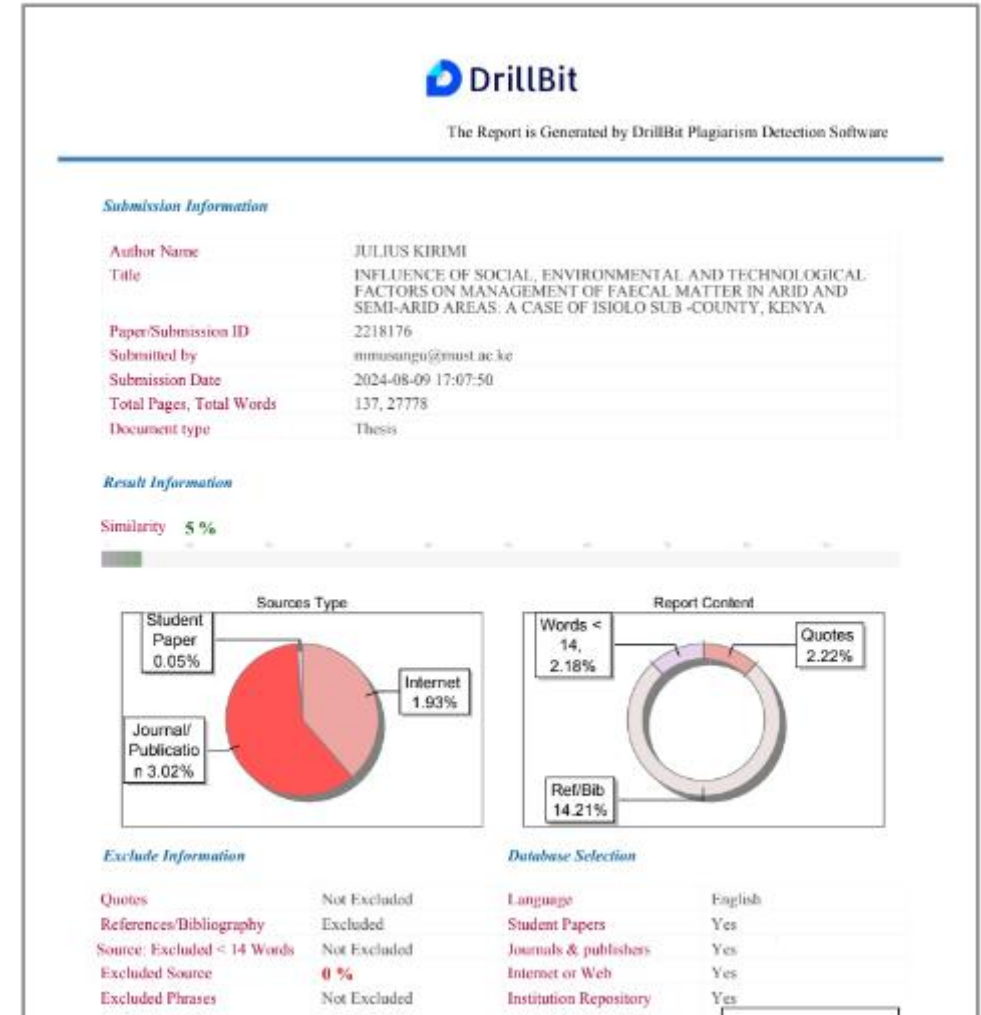 DrillBit
The Report is Generated by DrillBit Plagiarism Detection Software
Submission Information
Author Name JULIUS KIRIMI
Title INFLUENCE OF SOCIAL, ENVIRONMENTAL AND TECHNOLOGICAL
FACTORS ON MANAGEMENT OF FAECAL MATTER IN ARID AND
SEMI-ARID AREAS: A CASE OF ISIOLO SUB -COUNTY, KENYA
Paper/Submission ID 2218176
Submitted by mmusungu@must.ac.ke
Submission Date 2024-08-09 17:07:50
Total Pages, Total Words 137, 27778
Document type Thesis
Result Information
Similarity 5 %
Sources Type
Student
Paper
0.05%
Internet
1.93%
Journal/
Publicatio
n 3.02%
Report Content
Words <
14,
2.18%
Quotes
2.22%
Ref/Bib
14.21%
Exclude Information
Quotes Not Excluded
References/Bibliography Excluded
Source: Excluded < 14 Words Not Excluded
Excluded Source 0 %
Excluded Phrases Not Excluded
Database Selection
Language English
Student Papers Yes
Journals & publishers Yes
Internet or Web Yes
Institution Repository Yes